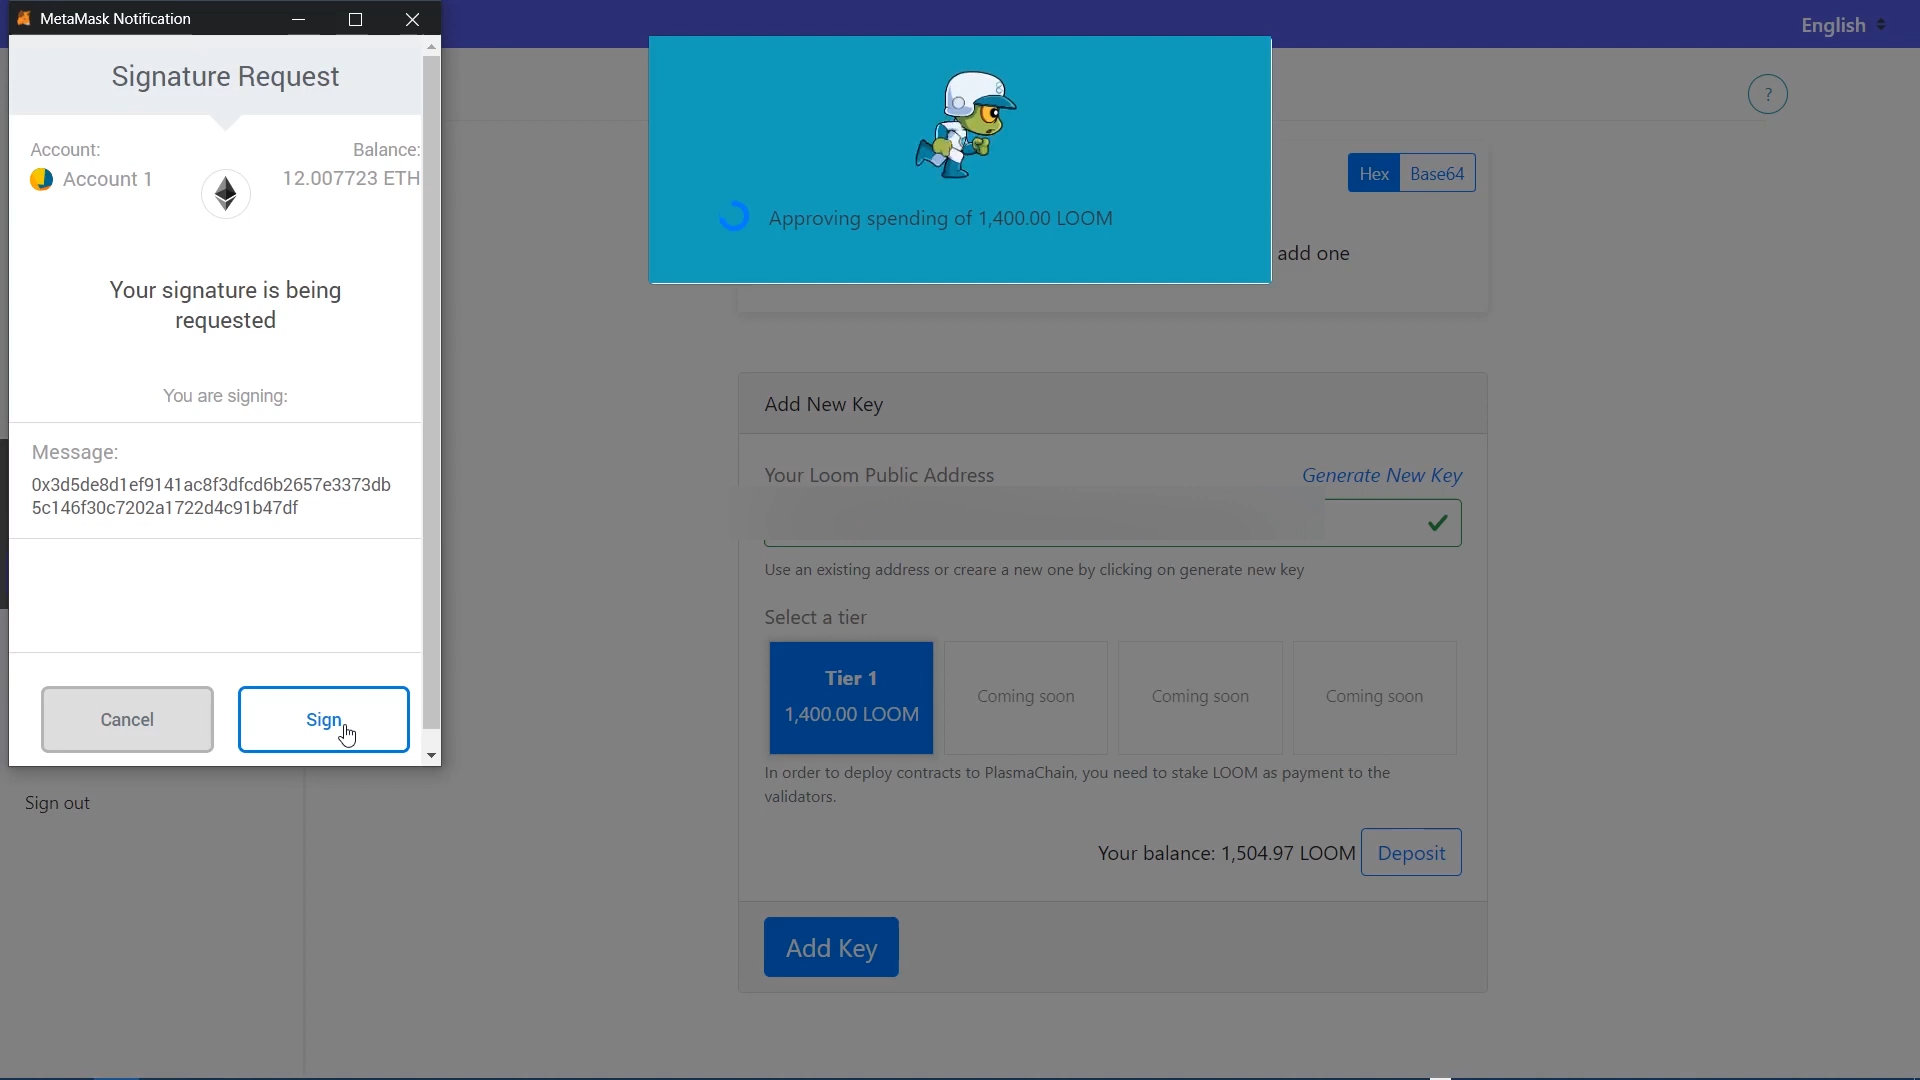 MetaMask Notification
Signature Request
Account:
Balance:
Account 1
12.007723 ETH
Your signature is being
requested
You are signing:
Message:
0x3d5de8d1ef9141ac8f3dfcd6b2657e3373db
5c146f30c7202a1722d4c91b47df
Cancel
Sign
Sign out
English
?
Approving spending of 1,400.00 LOOM
Hex
Base64
add one
Add New Key
Your Loom Public Address
Generate New Key
Use an existing address or creare a new one by clicking on generate new key
Select a tier
Tier 1
1,400.00 LOOM
Coming soon
Coming soon
Coming soon
In order to deploy contracts to PlasmaChain, you need to stake LOOM as payment to the
validators.
Your balance: 1,504.97 LOOM
Deposit
Add Key